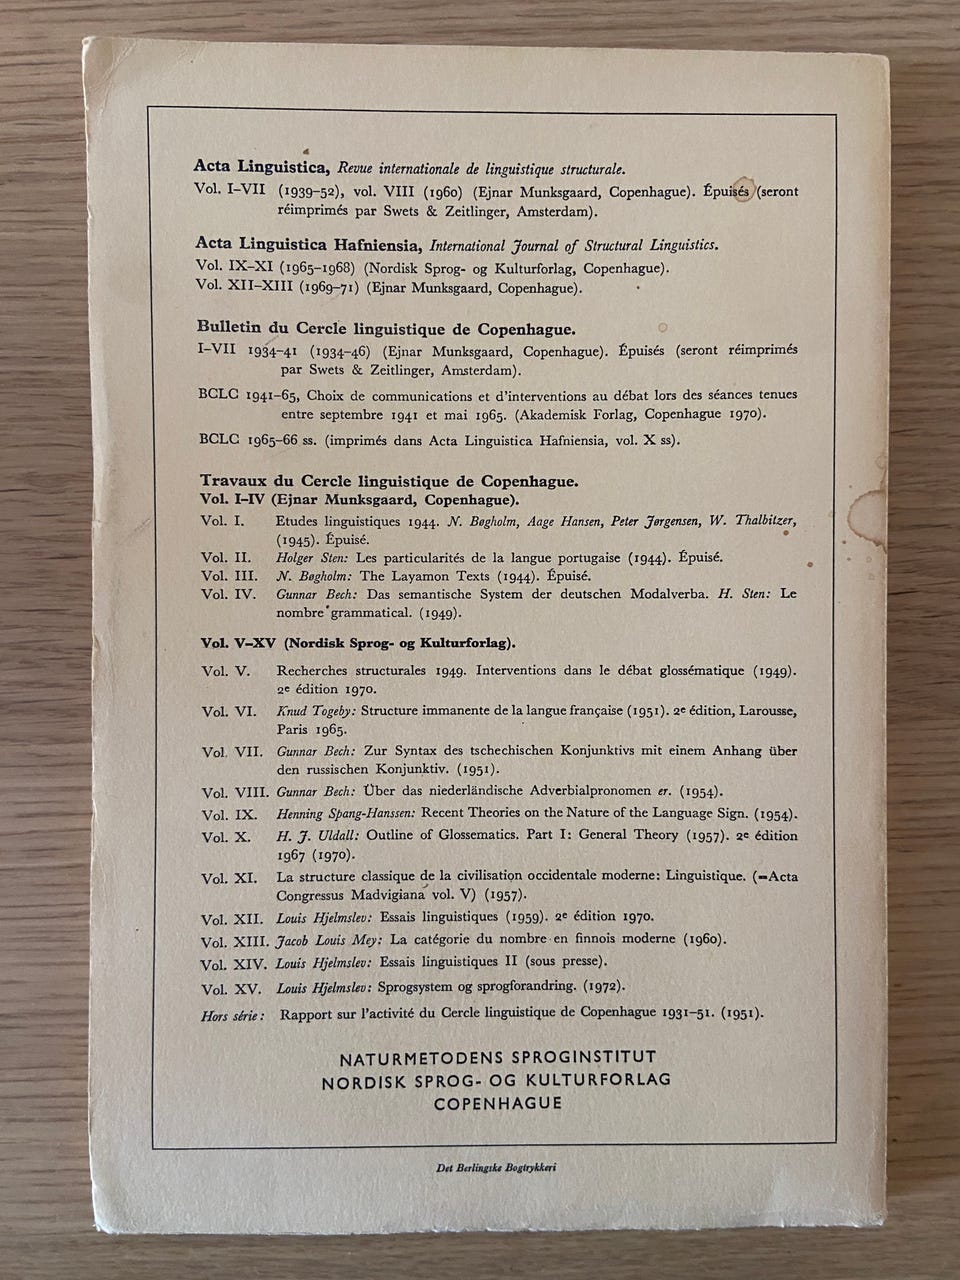 Acta Linguistica, Revue internationale de linguistique structurale.
Vol. I–VII (1939–52), vol. VIII (1960) (Ejnar Munksgaard, Copenhague). Épuisés (seront
réimprimés par Swets & Zeitlinger, Amsterdam).
Acta Linguistica Hafniensia, International Journal of Structural Linguistics.
Vol. IX–XI (1965–1968) (Nordisk Sprog- og Kulturforlag, Copenhague).
Vol. XII–XIII (1969–71) (Ejnar Munksgaard, Copenhague).
Bulletin du Cercle linguistique de Copenhague.
I–VII 1934–41 (1934–46) (Ejnar Munksgaard, Copenhague). Épuisés (seront réimprimés
par Swets & Zeitlinger, Amsterdam).
BCLC 1941–65, Choix de communications et d'interventions au débat lors des séances tenues
entre septembre 1941 et mai 1965. (Akademisk Forlag, Copenhague 1970).
BCLC 1965–66 ss. (imprimés dans Acta Linguistica Hafniensia, vol. X ss).
Travaux du Cercle linguistique de Copenhague.
Vol. I–IV (Ejnar Munksgaard, Copenhague).
Vol. I. Etudes linguistiques 1944. N. Bøgholm, Aage Hansen, Peter Jørgensen, W. Thalbitzer,
(1945). Épuisé.
Vol. II. Holger Sten: Les particularités de la langue portugaise (1944). Épuisé.
Vol. III. N. Bøgholm: The Layamon Texts (1944). Épuisé.
Vol. IV. Gunnar Bech: Das semantische System der deutschen Modalverba. H. Sten: Le
nombre grammatical. (1949).
Vol. V–XV (Nordisk Sprog- og Kulturforlag).
Vol. V. Recherches structurales 1949. Interventions dans le débat glossématique (1949).
2e édition 1970.
Vol. VI. Knud Togeby: Structure immanente de la langue française (1951). 2e édition, Larousse,
Paris 1965.
Vol. VII. Gunnar Bech: Zur Syntax des tschechischen Konjunktivs mit einem Anhang über
den russischen Konjunktiv. (1951).
Vol. VIII. Gunnar Bech: Über das niederländische Adverbialpronomen er. (1954).
Vol. IX. Henning Spang-Hanssen: Recent Theories on the Nature of the Language Sign. (1954).
Vol. X. H. J. Uldall: Outline of Glossematics. Part I: General Theory (1957). 2e édition
1967 (1970).
Vol. XI. La structure classique de la civilisation occidentale moderne: Linguistique. (=Acta
Congressus Madvigiana vol. V) (1957).
Vol. XII. Louis Hjelmslev: Essais linguistiques (1959). 2e édition 1970.
Vol. XIII. Jacob Louis Mey: La catégorie du nombre en finnois moderne (1960).
Vol. XIV. Louis Hjelmslev: Essais linguistiques II (sous presse).
Vol. XV. Louis Hjelmslev: Sprogsystem og sprogforandring. (1972).
Hors série: Rapport sur l'activité du Cercle linguistique de Copenhague 1931–51. (1951).
NATURMETODENS SPROGINSTITUT
NORDISK SPROG- OG KULTURFORLAG
COPENHAGUE
Det Berlingske Bogtrykkeri